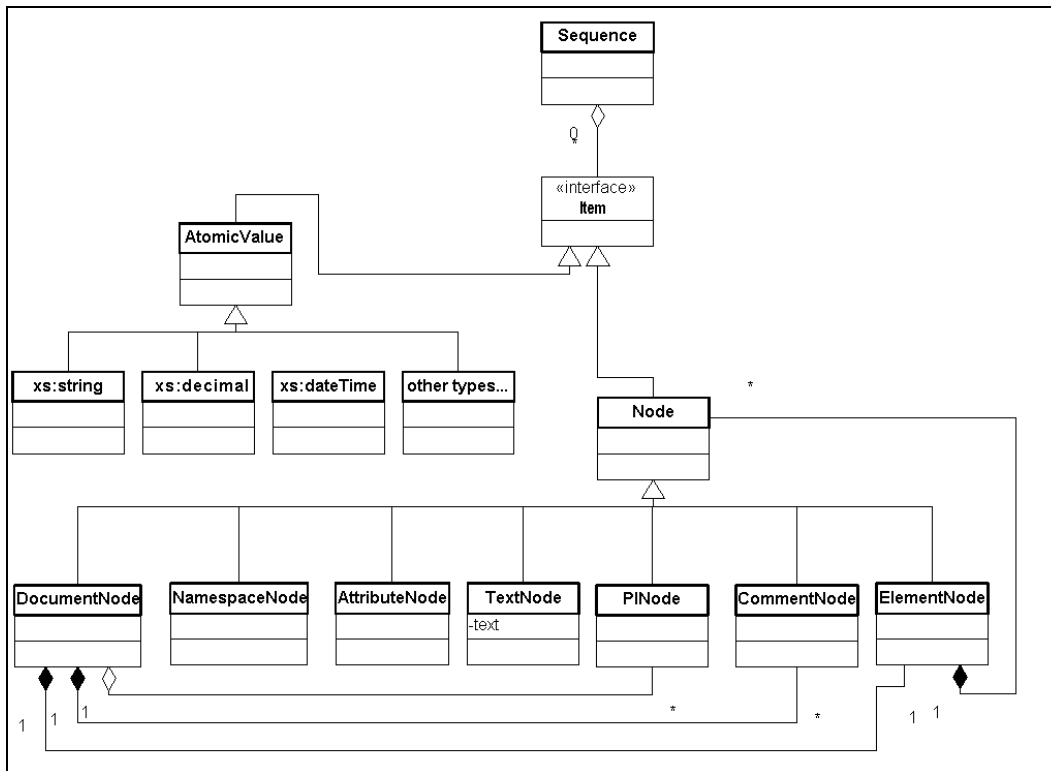 Sequence
0
*
«interface»
Item
AtomicValue
xs:string
xs:decimal
xs:dateTime
other types...
*
Node
DocumentNode
NamespaceNode
AttributeNode
TextNode
-text
PINode
CommentNode
ElementNode
1
1
1
*
*
1
1